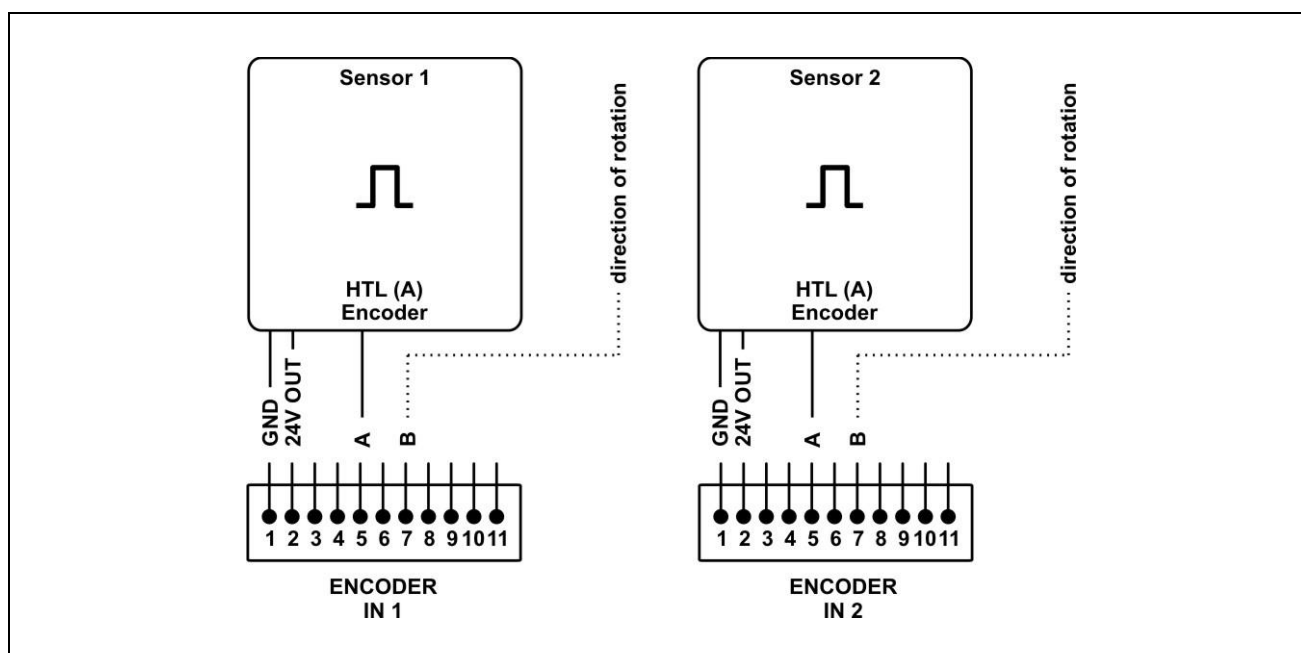 Sensor 1
HTL (A)
Encoder
direction of rotation
GND
24V OUT
A
B
1 2 3 4 5 6 7 8 9 10 11
ENCODER
IN 1
Sensor 2
HTL (A)
Encoder
direction of rotation
GND
24V OUT
A
B
1 2 3 4 5 6 7 8 9 10 11
ENCODER
IN 2